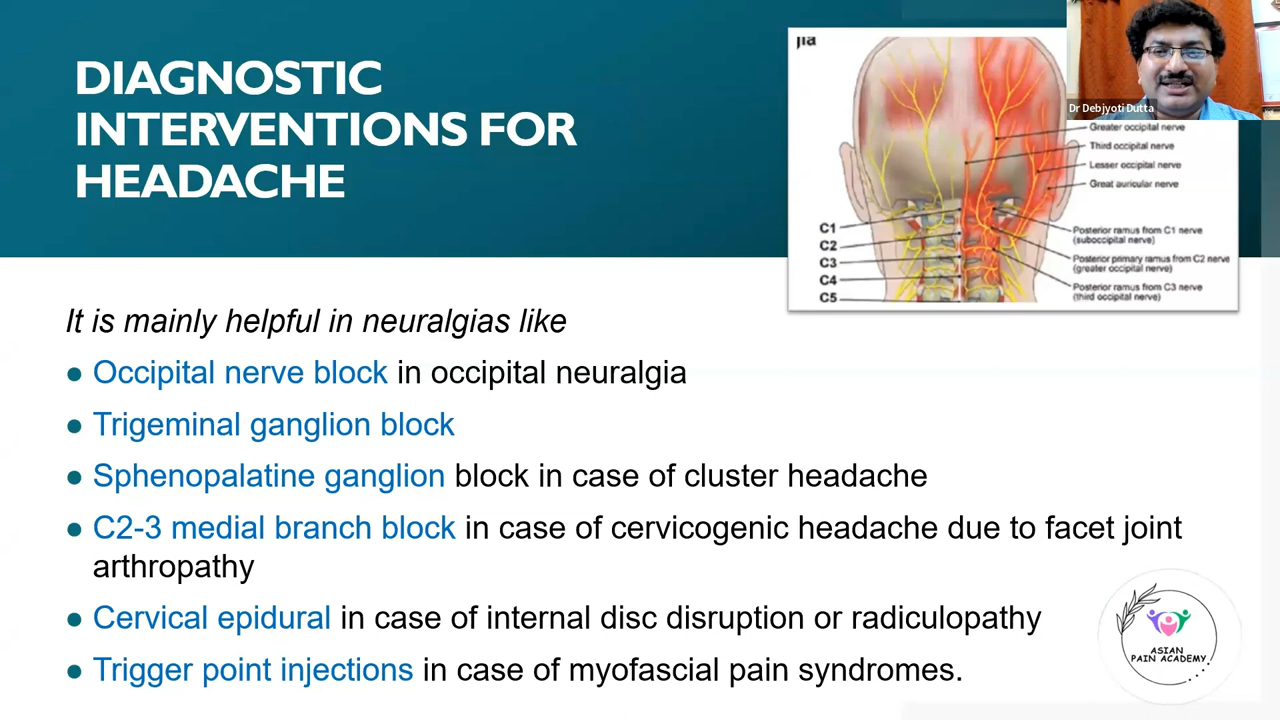 DIAGNOSTIC
INTERVENTIONS FOR
HEADACHE
Dr Debjyoti Dutta
Greater occipital nerve
Third occipital nerve
Lesser occipital nerve
Great auricular nerve
C1
C2
C3
C4
C5
Posterior ramus from C1 nerve
(suboccipital nerve)
Posterior primary ramus from C2 nerve
(greater occipital nerve)
Posterior ramus from C3 nerve
(third occipital nerve)
It is mainly helpful in neuralgias like
● Occipital nerve block in occipital neuralgia
● Trigeminal ganglion block
● Sphenopalatine ganglion block in case of cluster headache
● C2-3 medial branch block in case of cervicogenic headache due to facet joint
arthropathy
● Cervical epidural in case of internal disc disruption or radiculopathy
● Trigger point injections in case of myofascial pain syndromes.
ASIAN
PAIN ACADEMY